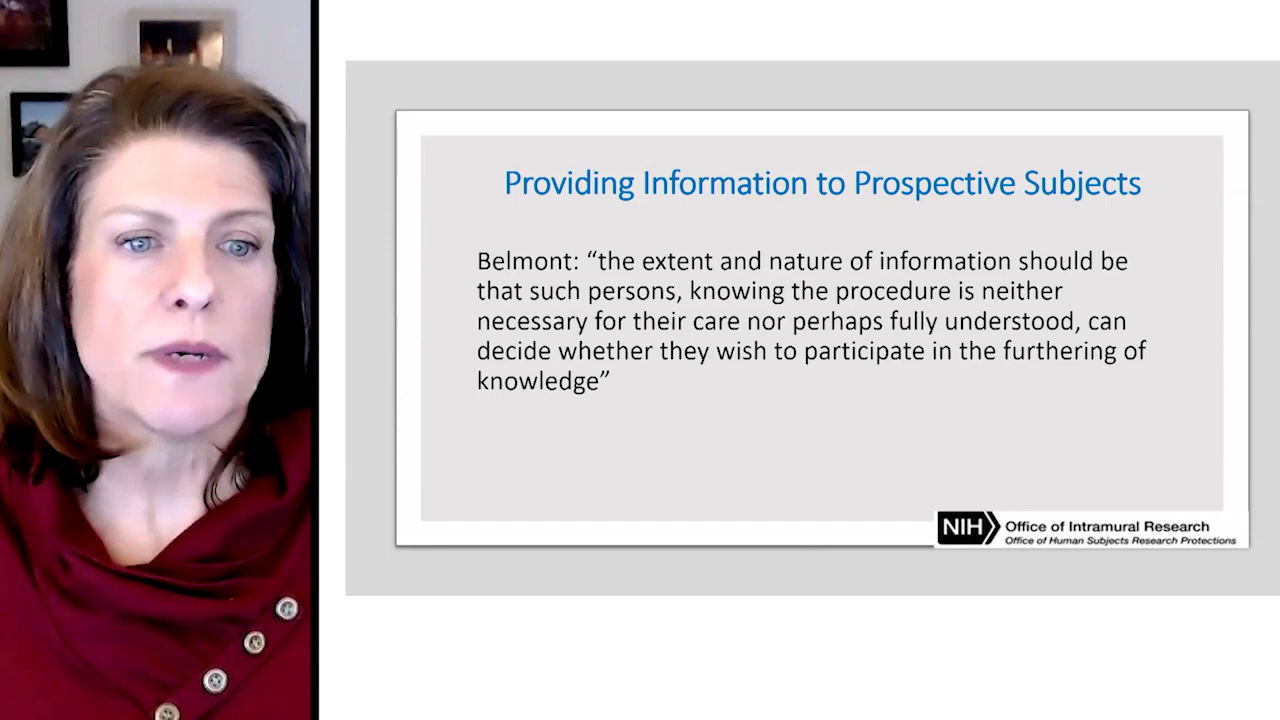 Providing Information to Prospective Subjects
Belmont: “the extent and nature of information should be
that such persons, knowing the procedure is neither
necessary for their care nor perhaps fully understood, can
decide whether they wish to participate in the furthering of
knowledge”
NIH
Office of Intramural Research
Office of Human Subjects Research Protections